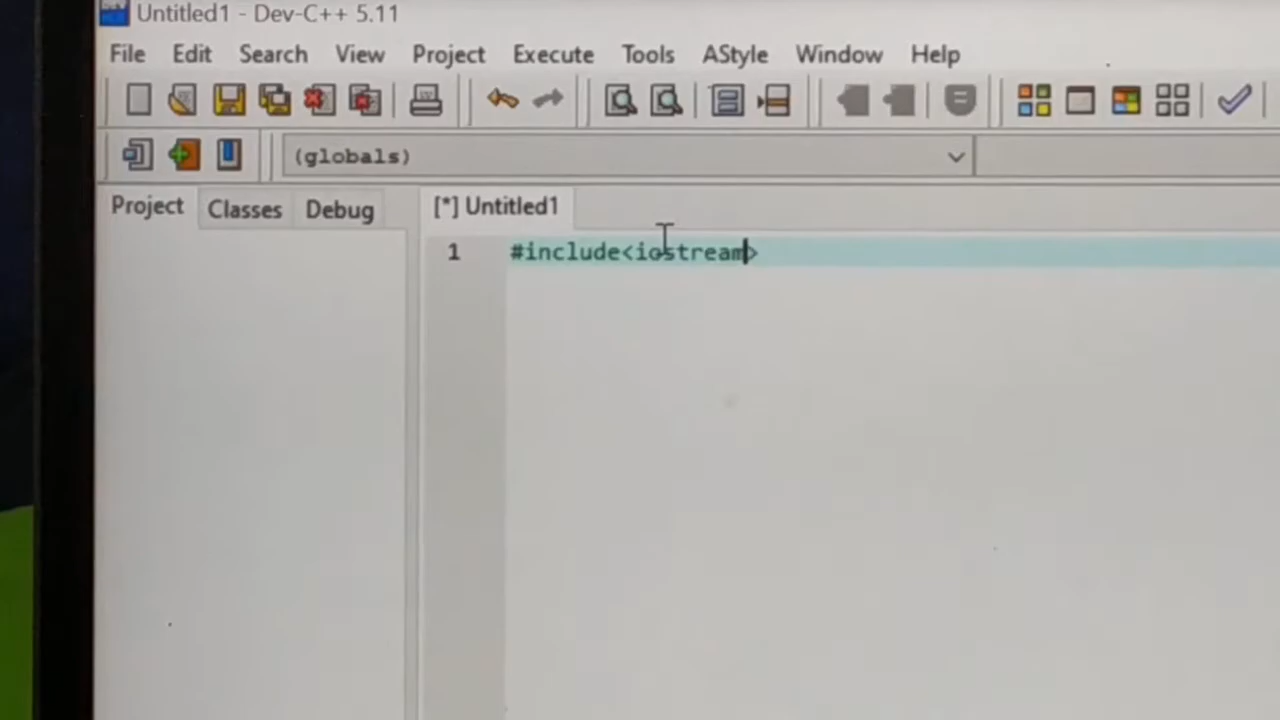 Untitled1 - Dev-C++ 5.11
File Edit Search View Project Execute Tools AStyle Window Help
(globals)
Project Classes Debug [*] Untitled1
1 #include<iostream>